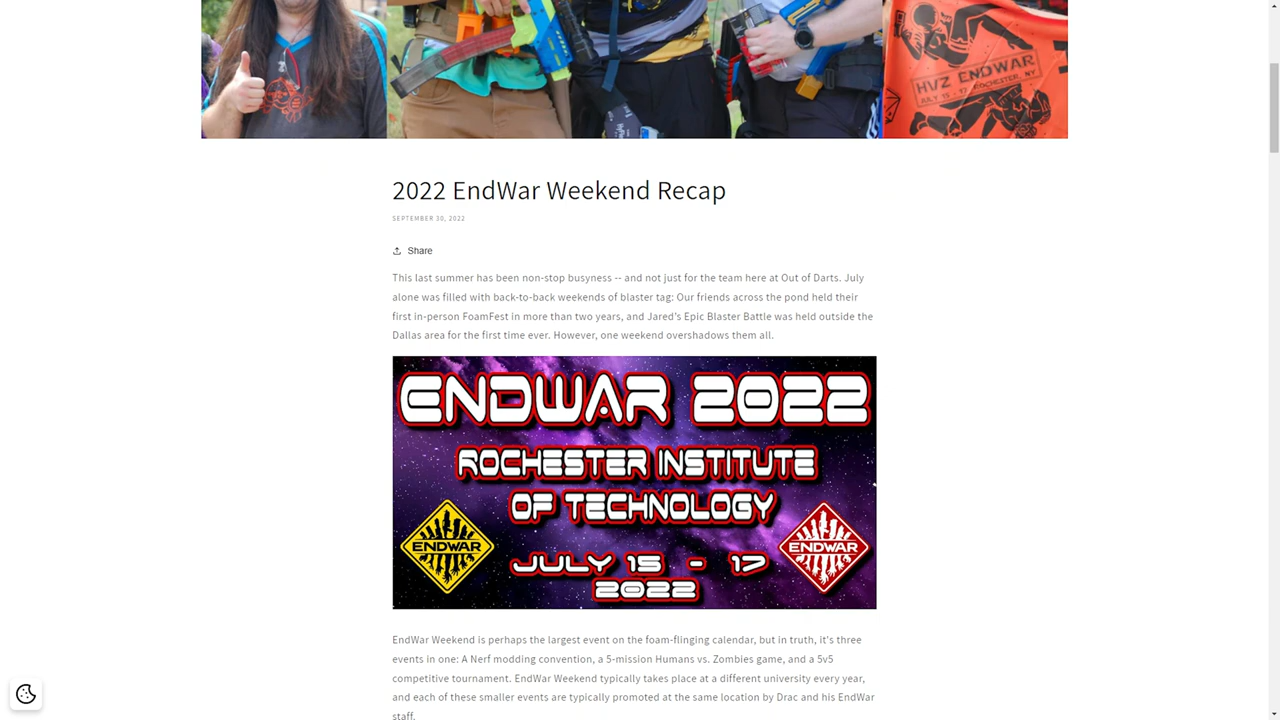 HVZ ENDWAR
JULY 15 - 17 ROCHESTER, NY
2022 EndWar Weekend Recap
SEPTEMBER 30, 2022
Share
This last summer has been non-stop busyness -- and not just for the team here at Out of Darts. July
alone was filled with back-to-back weekends of blaster tag: Our friends across the pond held their
first in-person FoamFest in more than two years, and Jared's Epic Blaster Battle was held outside the
Dallas area for the first time ever. However, one weekend overshadows them all.
ENDWAR 2022
ROCHESTER INSTITUTE
OF TECHNOLOGY
ENDWAR
ENDWAR
JULY 15 - 17
2022
EndWar Weekend is perhaps the largest event on the foam-flinging calendar, but in truth, it's three
events in one: A Nerf modding convention, a 5-mission Humans vs. Zombies game, and a 5v5
competitive tournament. EndWar Weekend typically takes place at a different university every year,
and each of these smaller events are typically promoted at the same location by Drac and his EndWar
staff.